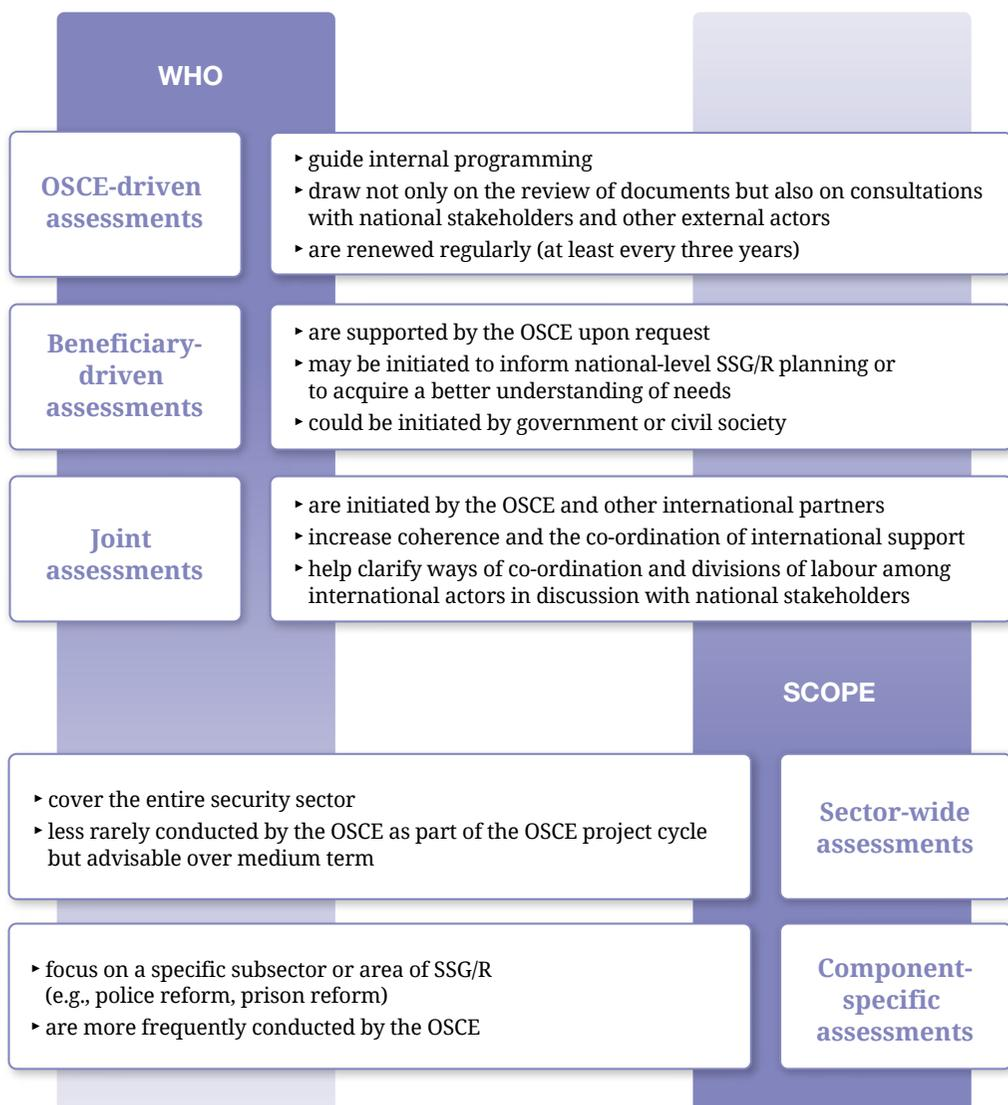 WHO
OSCE-driven
assessments
‣ guide internal programming
‣ draw not only on the review of documents but also on consultations
with national stakeholders and other external actors
‣ are renewed regularly (at least every three years)
Beneficiary-
driven
assessments
‣ are supported by the OSCE upon request
‣ may be initiated to inform national-level SSG/R planning or
to acquire a better understanding of needs
‣ could be initiated by government or civil society
Joint
assessments
‣ are initiated by the OSCE and other international partners
‣ increase coherence and the co-ordination of international support
‣ help clarify ways of co-ordination and divisions of labour among
international actors in discussion with national stakeholders
SCOPE
‣ cover the entire security sector
‣ less rarely conducted by the OSCE as part of the OSCE project cycle
but advisable over medium term
Sector-wide
assessments
‣ focus on a specific subsector or area of SSG/R
(e.g., police reform, prison reform)
‣ are more frequently conducted by the OSCE
Component-
specific
assessments